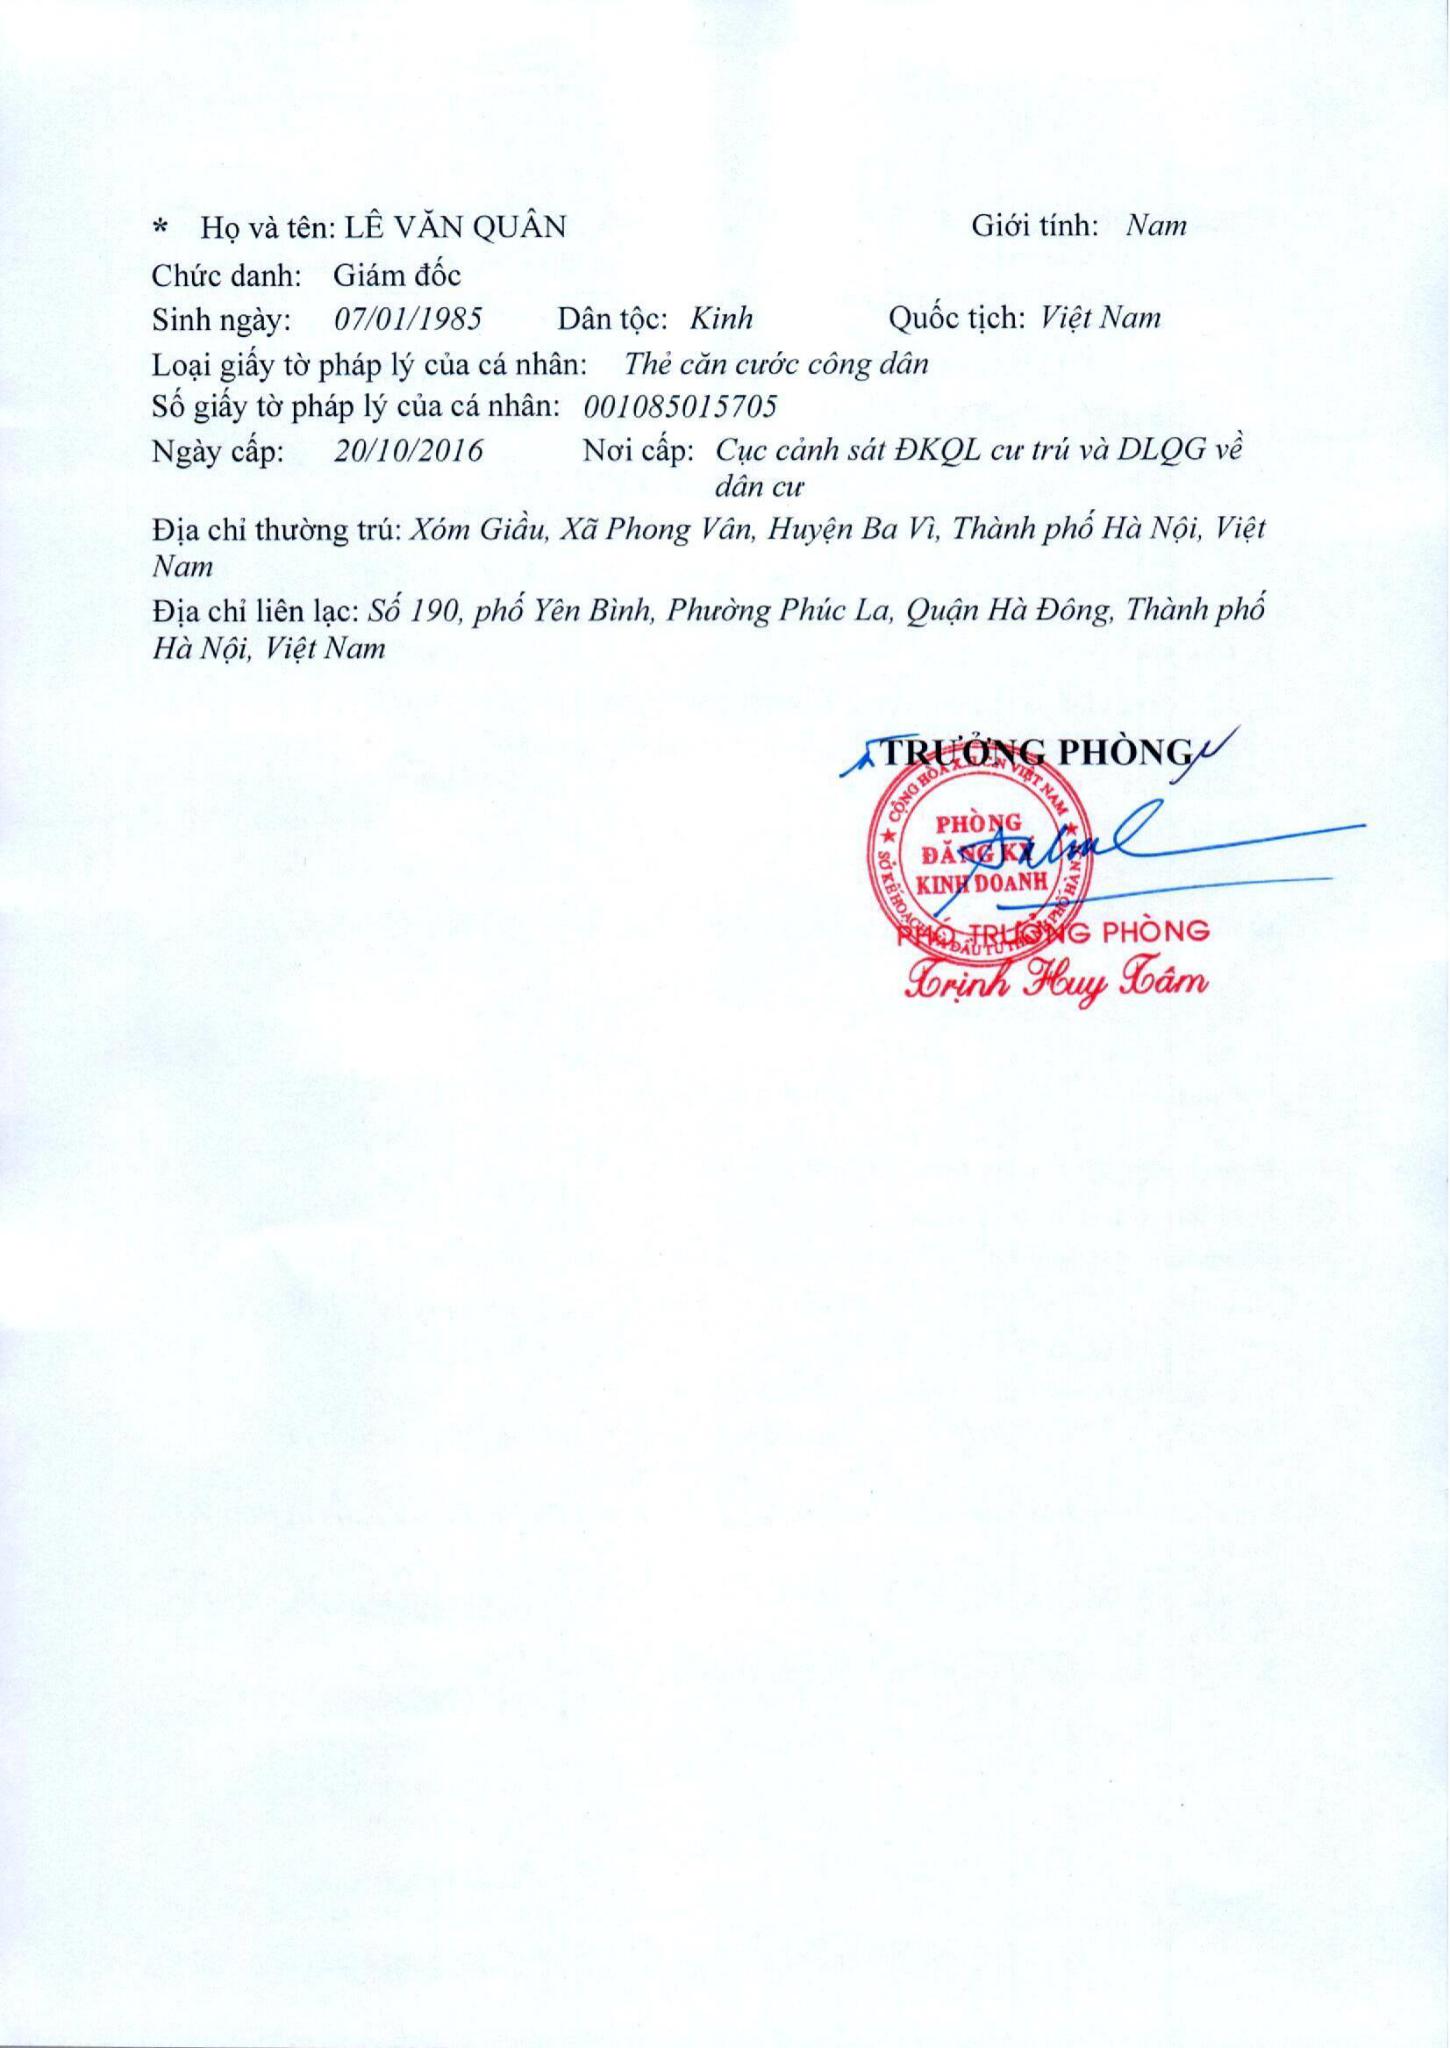 * Họ và tên: LÊ VĂN QUÂN Giới tính: Nam
Chức danh: Giám đốc
Sinh ngày: 07/01/1985 Dân tộc: Kinh Quốc tịch: Việt Nam
Loại giấy tờ pháp lý của cá nhân: Thẻ căn cước công dân
Số giấy tờ pháp lý của cá nhân: 001085015705
Ngày cấp: 20/10/2016 Nơi cấp: Cục cảnh sát ĐKQL cư trú và DLQG về
dân cư
Địa chỉ thường trú: Xóm Giầu, Xã Phong Vân, Huyện Ba Vì, Thành phố Hà Nội, Việt
Nam
Địa chỉ liên lạc: Số 190, phố Yên Bình, Phường Phúc La, Quận Hà Đông, Thành phố
Hà Nội, Việt Nam
TRƯỞNG PHÒNG
CỘNG HÒA X.H.C.N VIỆT NAM
PHÒNG
ĐĂNG KÝ
KINH DOANH
SỞ KẾ HOẠCH VÀ ĐẦU TƯ THÀNH PHỐ HÀ NỘI
PHÓ TRƯỞNG PHÒNG
Trịnh Huy Tâm